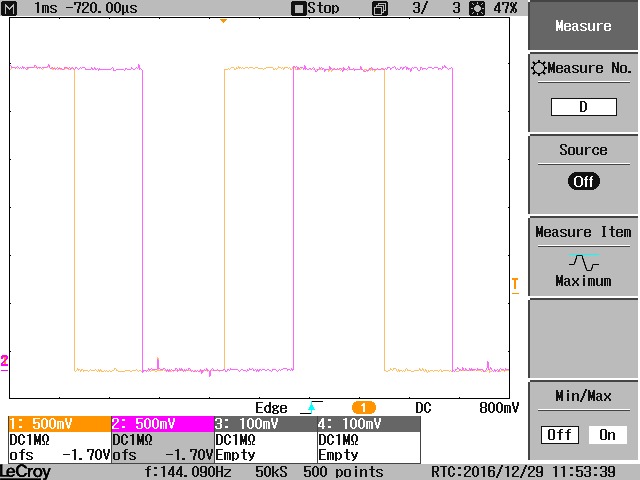 M 1ms -720.00µs Stop 3/ 3 47%
Measure
Measure No.
D
Source
Off
Measure Item
Maximum
T
2
Edge 1 DC 800mV
Min/Max
Off On
1: 500mV 2: 500mV 3: 100mV 4: 100mV
DC1MΩ DC1MΩ DC1MΩ DC1MΩ
ofs -1.70V ofs -1.70V Empty Empty
LeCroy f:144.090Hz 50kS 500 points RTC:2016/12/29 11:53:39